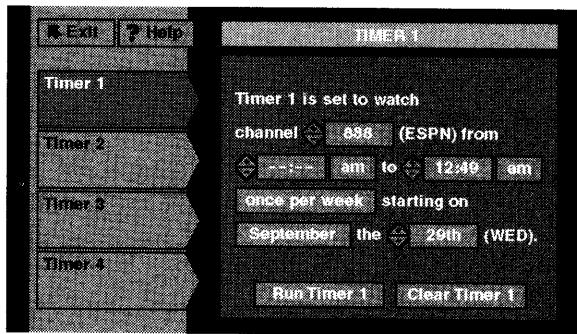 Exit ? Help
TIMER 1
Timer 1
Timer 2
Timer 3
Timer 4
Timer 1 is set to watch
channel 888 (ESPN) from
--:-- am to 12:49 am
once per week starting on
September the 29th (WED).
Run Timer 1 Clear Timer 1